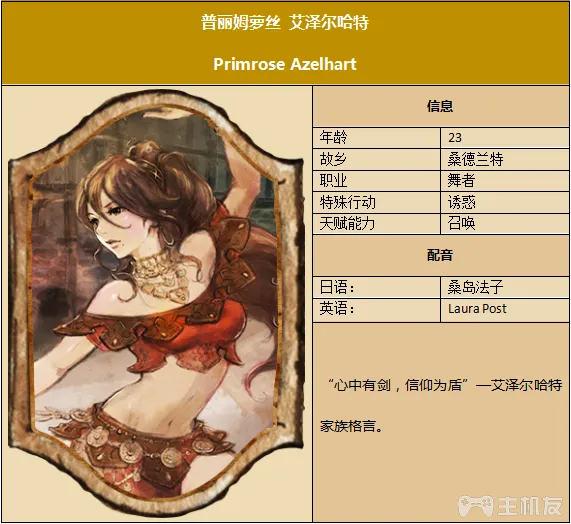 普丽姆萝丝 艾泽尔哈特
Primrose Azelhart
信息
年龄 23
故乡 桑德兰特
职业 舞者
特殊行动 诱惑
天赋能力 召唤
配音
日语： 桑岛法子
英语： Laura Post
“心中有剑，信仰为盾”—艾泽尔哈特
家族格言。
主机友